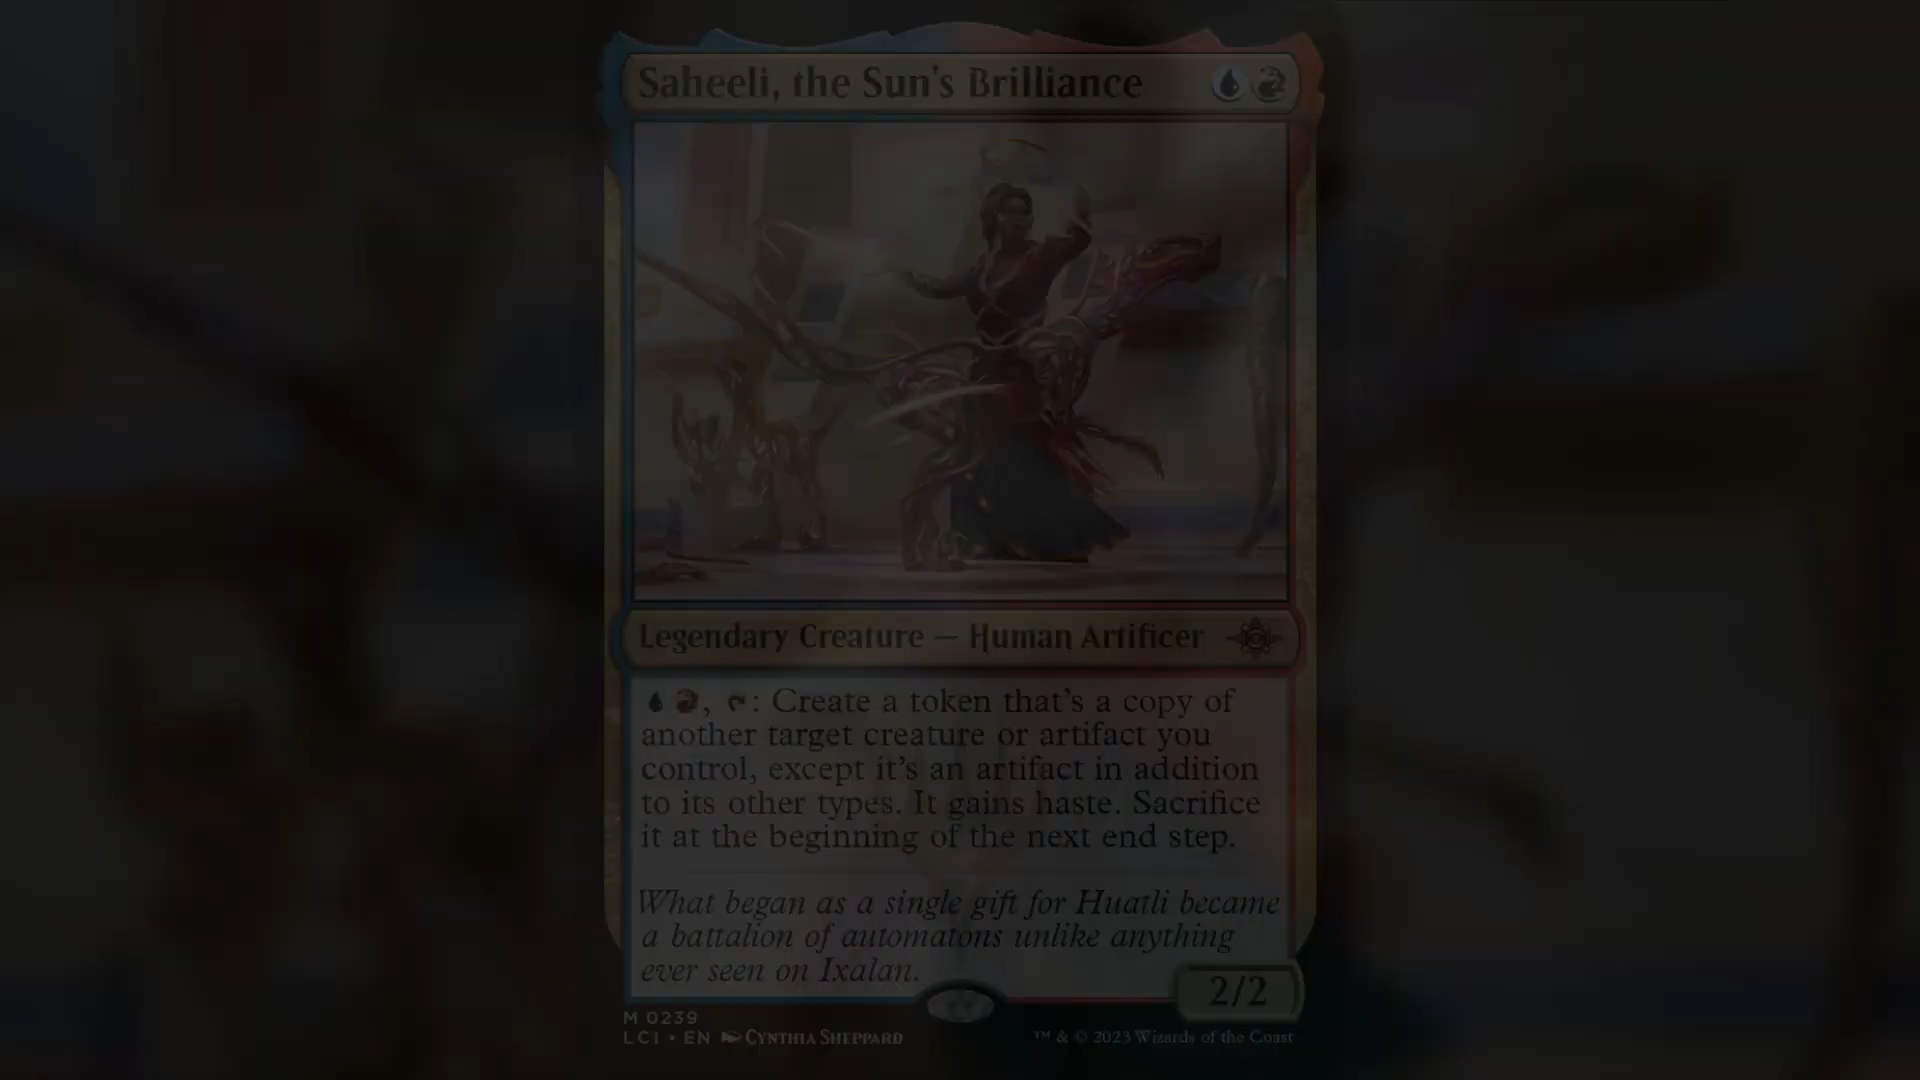 Saheeli, the Sun's Brilliance
Legendary Creature — Human Artificer
, : Create a token that's a copy of
another target creature or artifact you
control, except it's an artifact in addition
to its other types. It gains haste. Sacrifice
it at the beginning of the next end step.
What began as a single gift for Huatli became
a battalion of automatons unlike anything
ever seen on Ixalan.
2/2
M 0239
LCI • EN CYNTHIA SHEPPARD
™ & © 2023 Wizards of the Coast